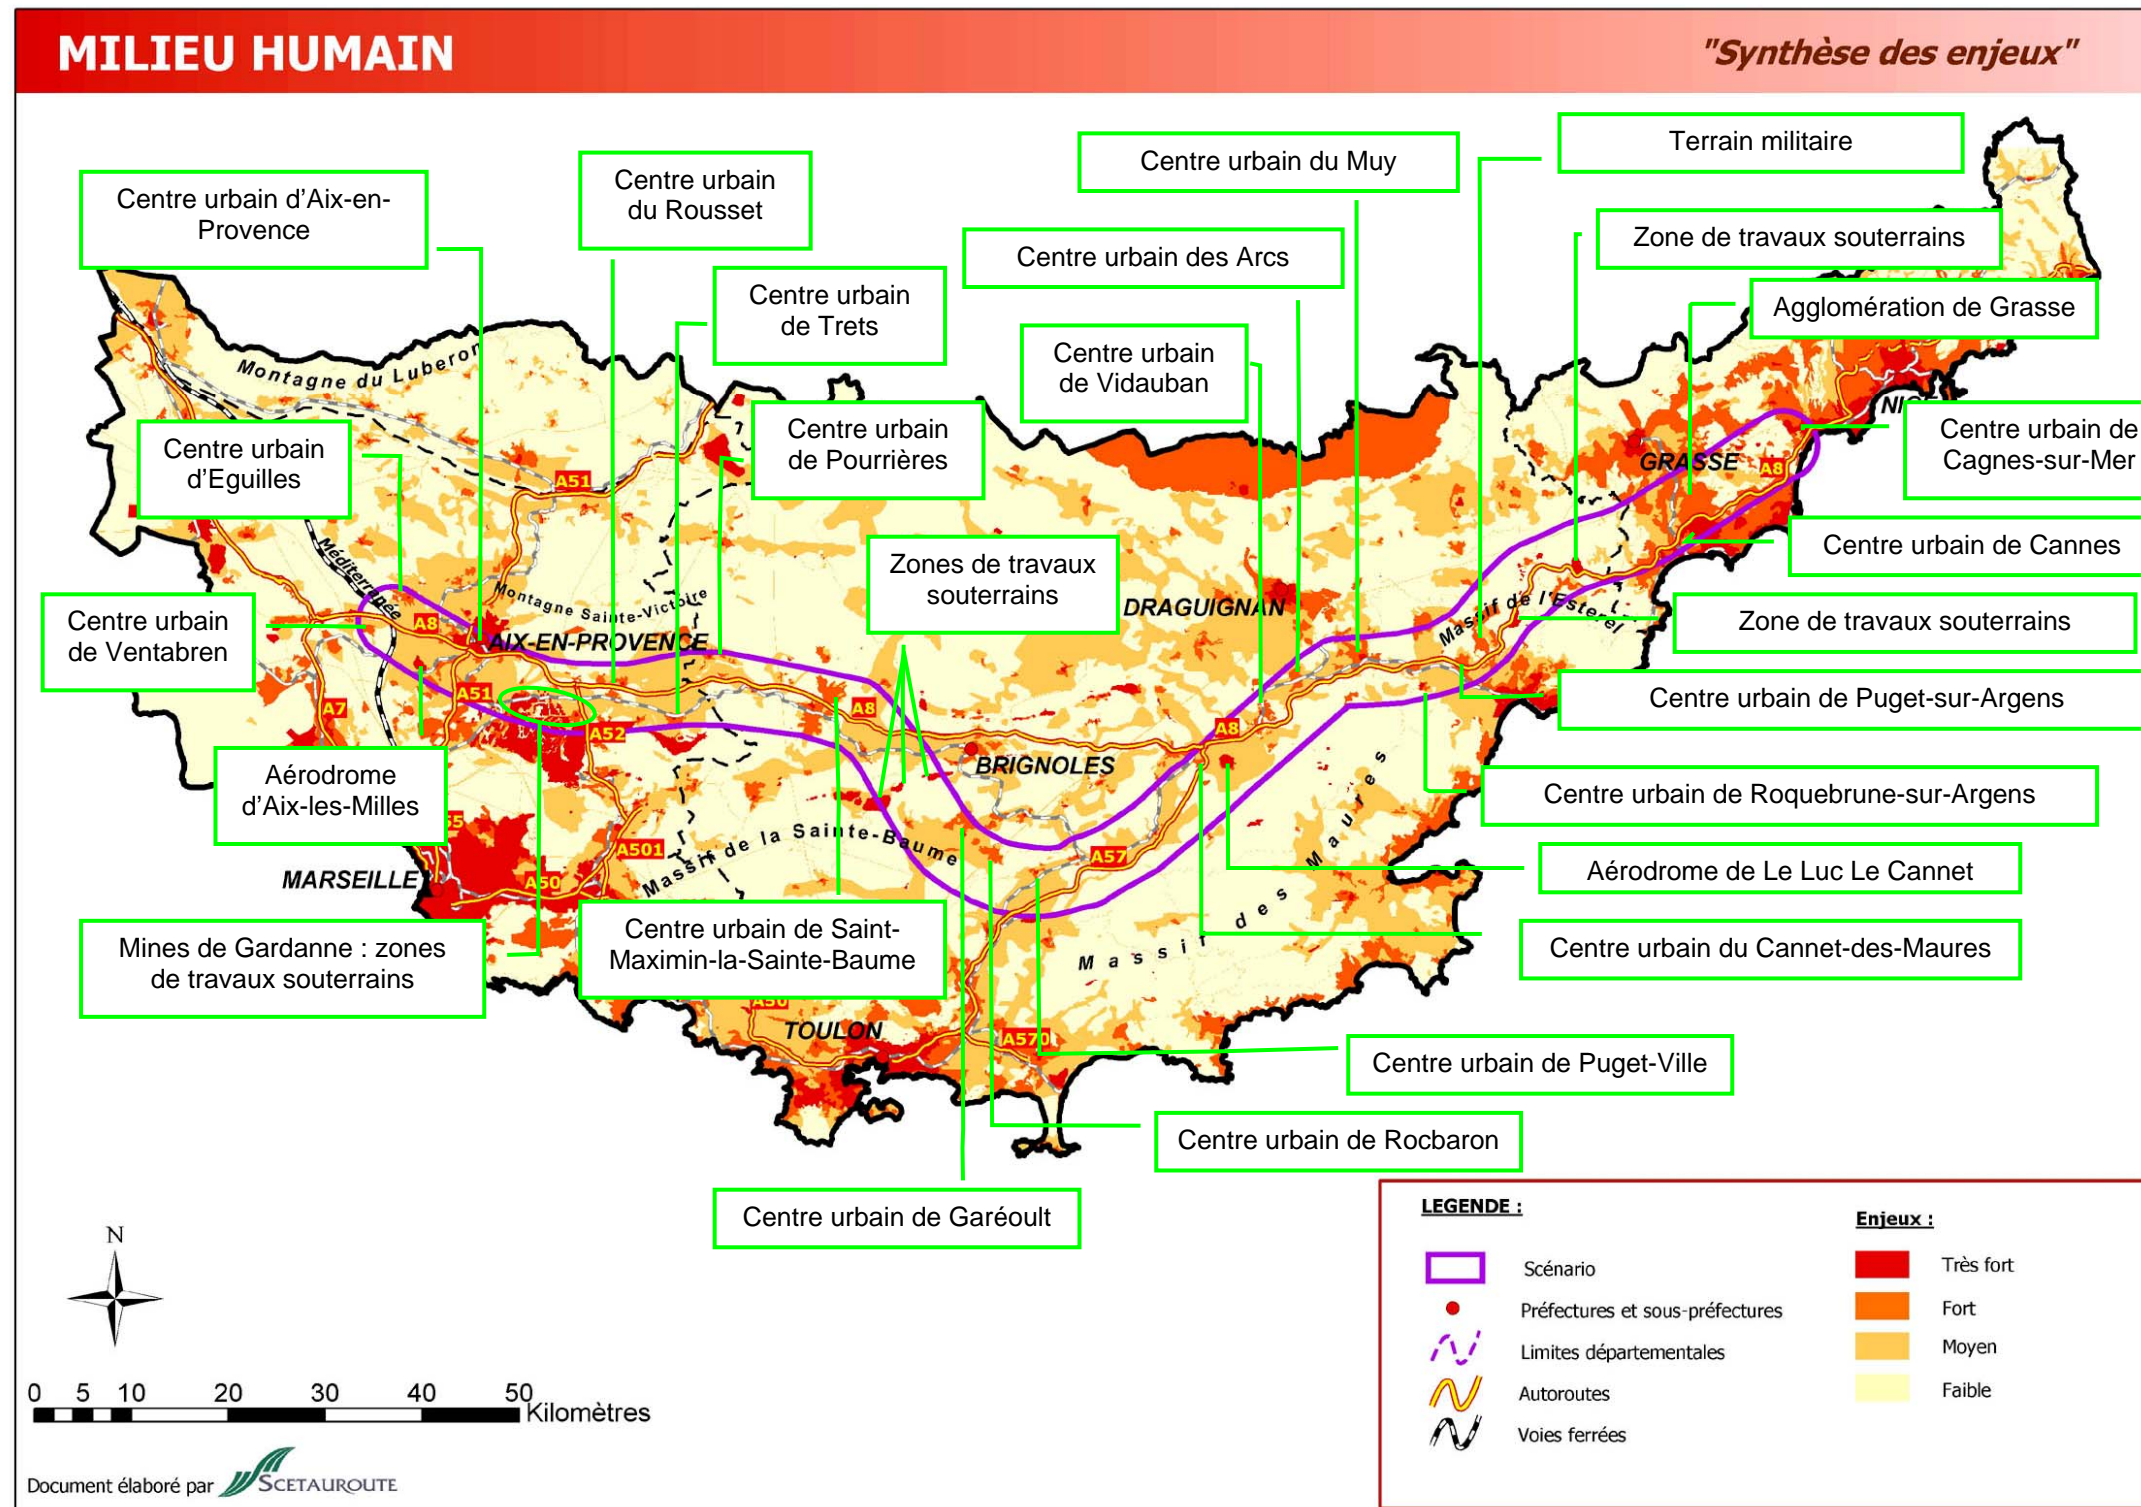 MILIEU HUMAIN
"Synthèse des enjeux"
Terrain militaire
Centre urbain du Muy
Centre urbain
du Rousset
Centre urbain d'Aix-en-
Provence
Zone de travaux souterrains
Centre urbain des Arcs
Centre urbain
de Trets
Agglomération de Grasse
Centre urbain
de Vidauban
Montagne du Luberon
NICE
Centre urbain
de Pourrières
Centre urbain de
Cagnes-sur-Mer
Centre urbain
d'Eguilles
GRASSE
A8
A51
Centre urbain de Cannes
Méditerranée
Zones de travaux
souterrains
Montagne Sainte-Victoire
DRAGUIGNAN
Massif de l'Esterel
Zone de travaux souterrains
Centre urbain
de Ventabren
A8
AIX-EN-PROVENCE
A51
A7
A8
A52
A8
Centre urbain de Puget-sur-Argens
BRIGNOLES
Aérodrome
d'Aix-les-Milles
Centre urbain de Roquebrune-sur-Argens
55
A501
Massif de la Sainte-Baume
A57
Massif des Maures
Aérodrome de Le Luc Le Cannet
MARSEILLE
A50
Centre urbain de Saint-
Maximin-la-Sainte-Baume
Mines de Gardanne : zones
de travaux souterrains
Centre urbain du Cannet-des-Maures
A50
TOULON
A570
Centre urbain de Puget-Ville
Centre urbain de Rocbaron
Centre urbain de Garéoult
LEGENDE :
Scénario
Préfectures et sous-préfectures
Limites départementales
Autoroutes
Voies ferrées
Enjeux :
Très fort
Fort
Moyen
Faible
N
0 5 10 20 30 40 50
Kilomètres
Document élaboré par SCETAUROUTE